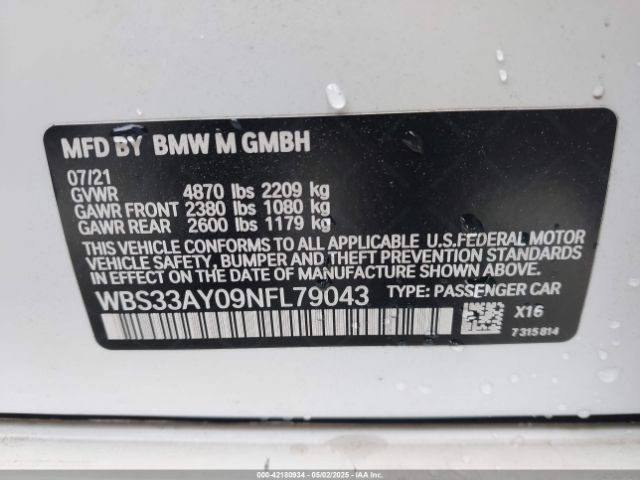 MFD BY BMW M GMBH
07/21
GVWR 4870 lbs 2209 kg
GAWR FRONT 2380 lbs 1080 kg
GAWR REAR 2600 lbs 1179 kg
THIS VEHICLE CONFORMS TO ALL APPLICABLE U.S.FEDERAL MOTOR
VEHICLE SAFETY, BUMPER AND THEFT PREVENTION STANDARDS
IN EFFECT ON THE DATE OF MANUFACTURE SHOWN ABOVE.
WBS33AY09NFL79043 TYPE: PASSENGER CAR
X16
7 315 814
000-42180934 - 05/02/2025 - COPYRIGHT IAA, LLC.